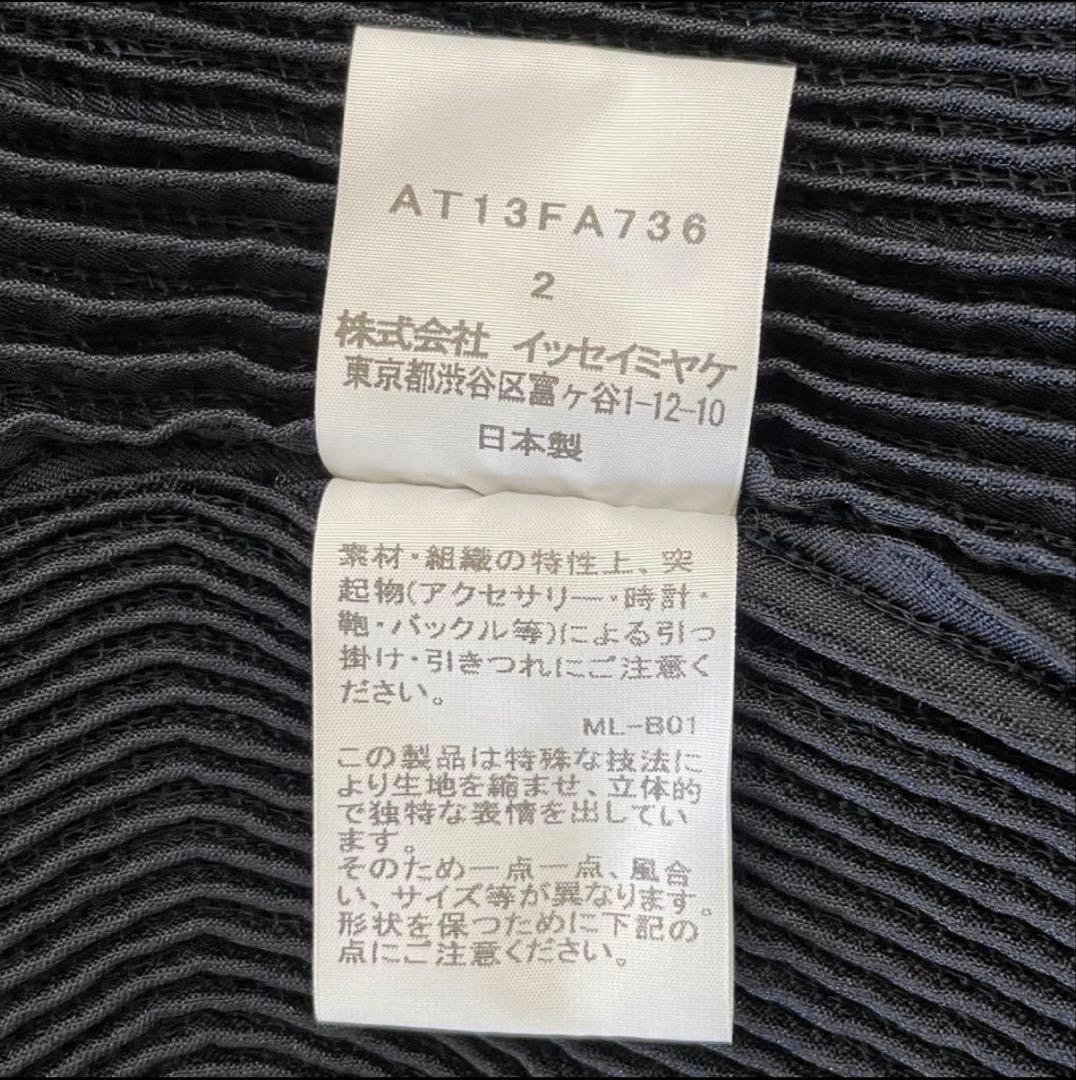 AT13FA736
2
株式会社 イッセイミヤケ
東京都渋谷区富ヶ谷1-12-10
日本製
素材・組織の特性上、突
起物(アクセサリー・時計・
鞄・バックル等)による引っ
掛け・引きつれにご注意く
ださい。
ML-B01
この製品は特殊な技法に
より生地を縮ませ、立体的
で独特な表情を出してい
ます。
そのため一点一点、風合
い、サイズ等が異なります。
形状を保つために下記の
点にご注意ください。